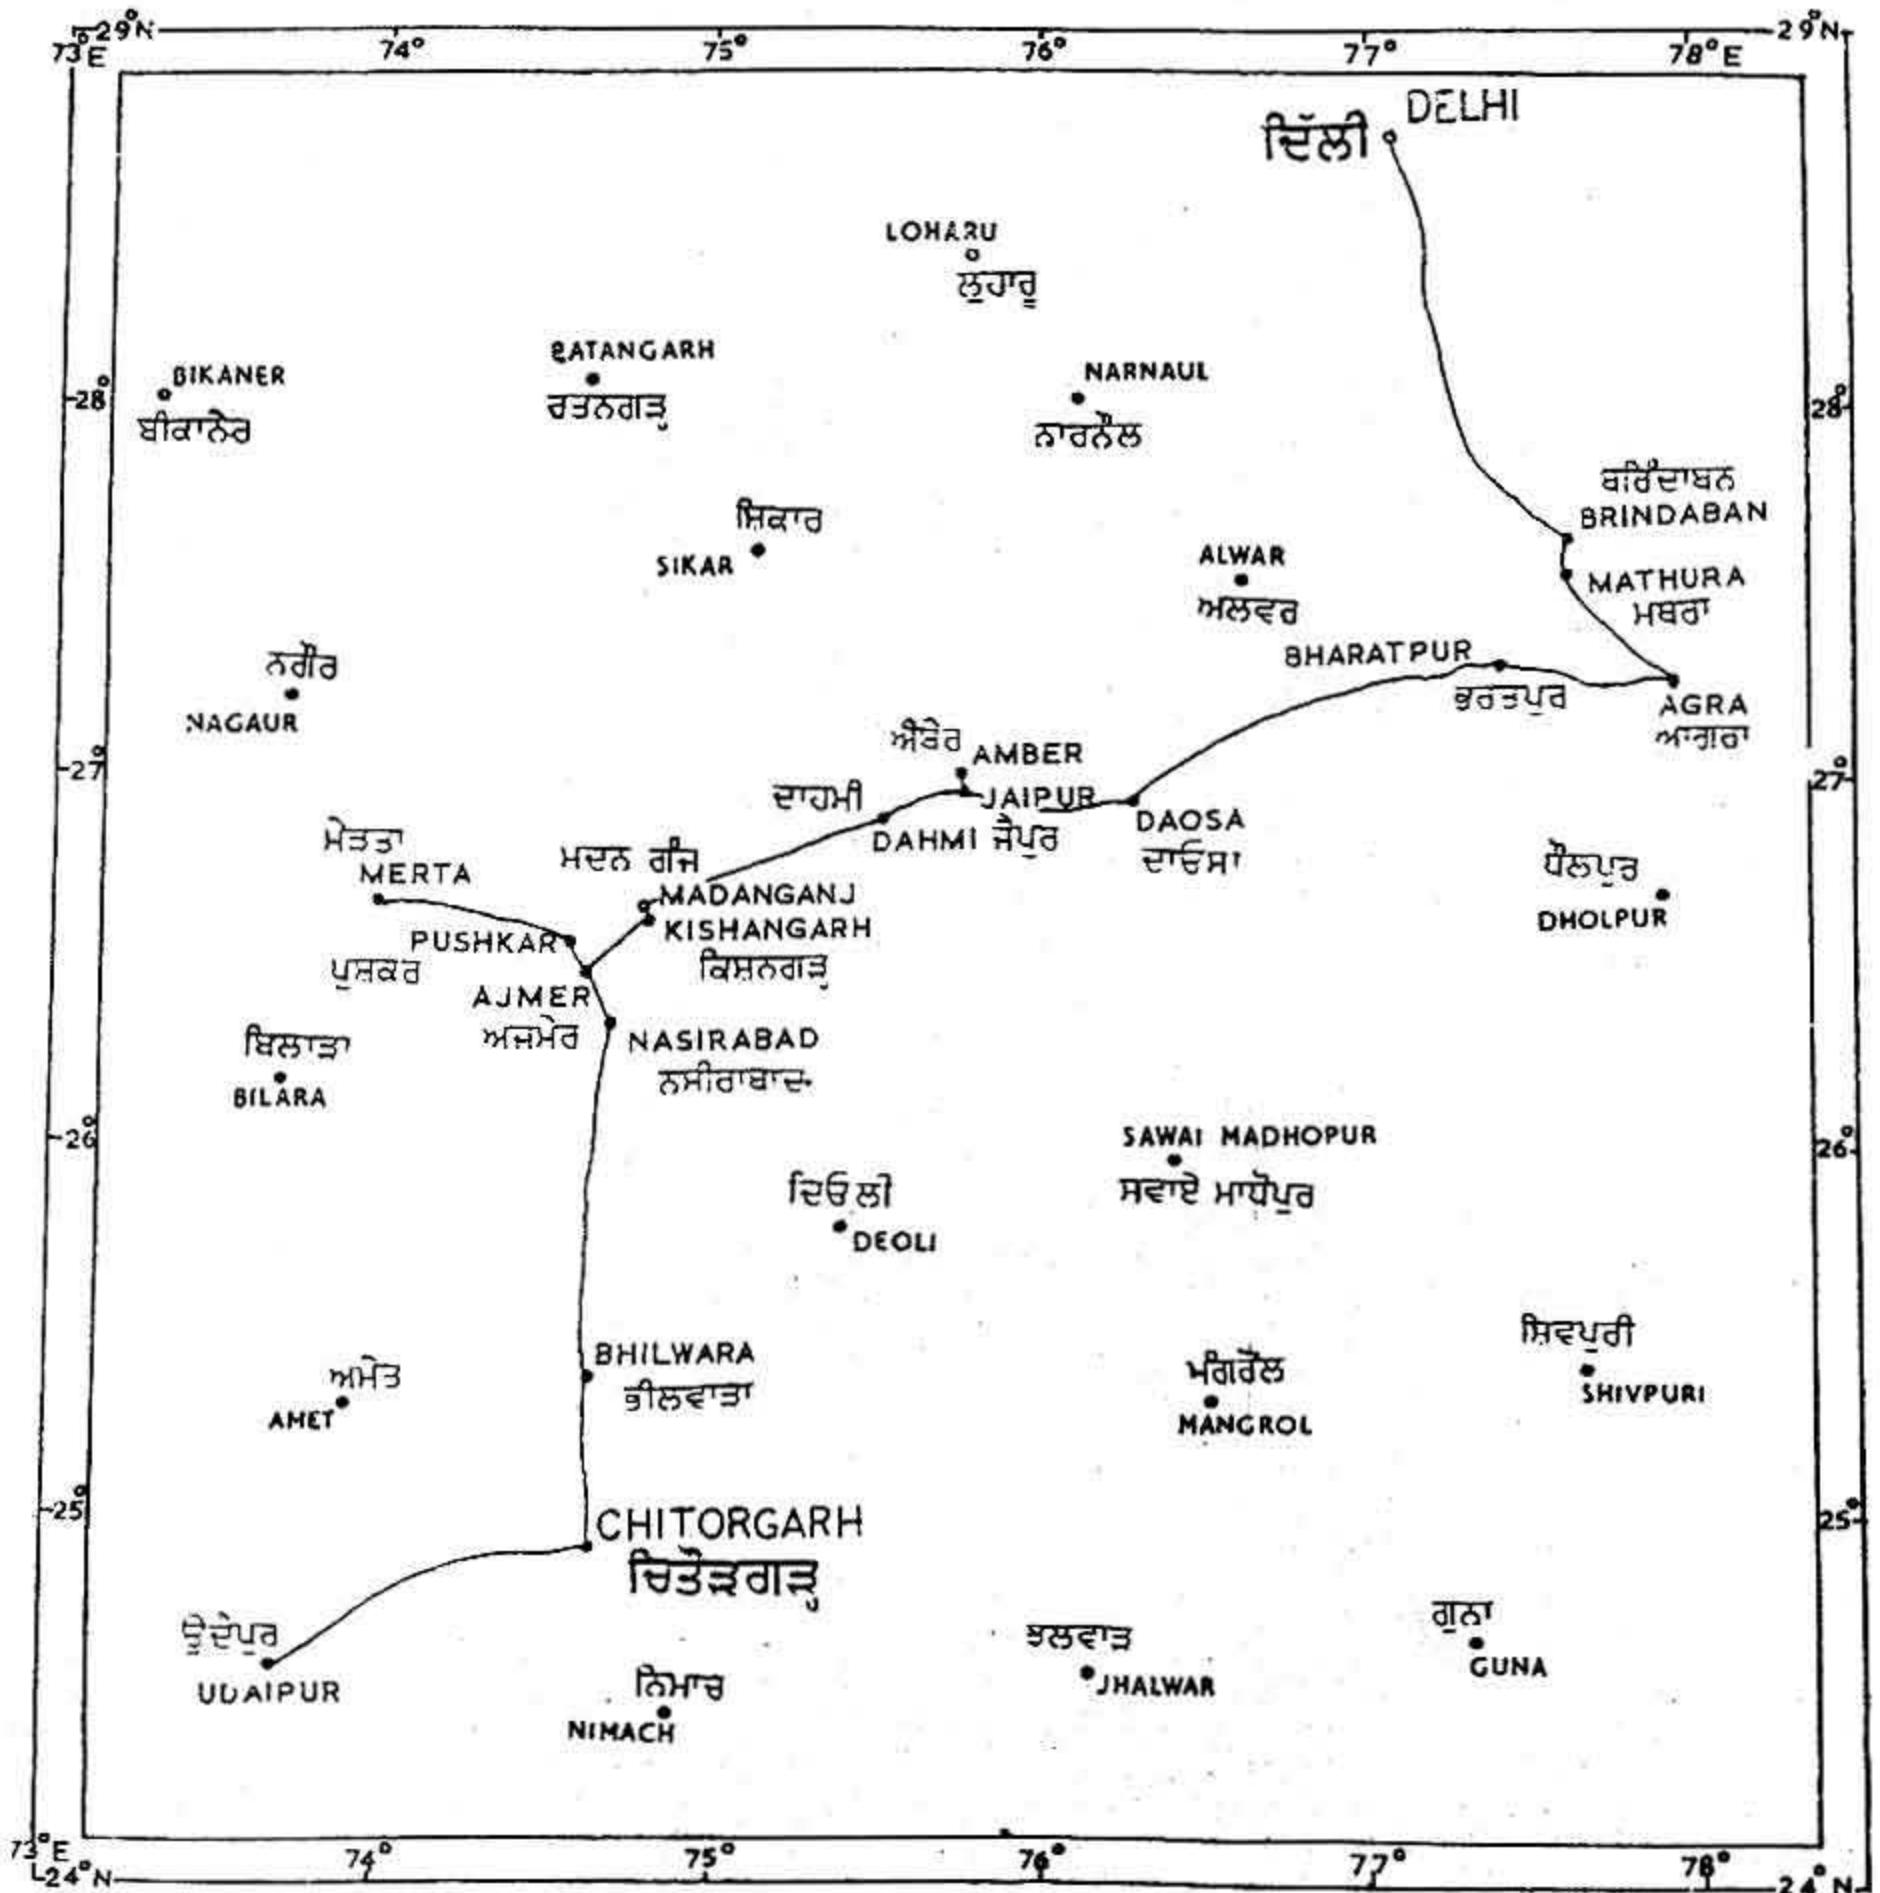 29°N
29°N
73°E
74°
75°
76°
77°
78°E
DELHI
ਦਿੱਲੀ
LOHARU
ਲੁਹਾਰੂ
RATANGARH
ਰਤਨਗੜ੍ਹ
BIKANER
ਬੀਕਾਨੇਰ
NARNAUL
ਨਾਰਨੌਲ
28°
28°
ਬਰਿੰਦਾਬਨ
BRINDABAN
ਸ਼ਿਕਾਰ
SIKAR
ALWAR
ਅਲਵਰ
MATHURA
ਮਥਰਾ
ਨਗੌਰ
NAGAUR
BHARATPUR
ਭਰਤਪੁਰ
AGRA
ਆਗਰਾ
ਐਂਬੇਰ
AMBER
27°
27°
ਦਾਹਮੀ
JAIPUR
DAHMI ਜੈਪੁਰ
DAOSA
ਦਾਓਸਾ
ਮੇੜਤਾ
MERTA
ਮਦਨ ਗੰਜ
MADANGANJ
ਧੌਲਪੁਰ
DHOLPUR
PUSHKAR
ਪੁਸ਼ਕਰ
KISHANGARH
ਕਿਸ਼ਨਗੜ੍ਹ
AJMER
ਅਜਮੇਰ
NASIRABAD
ਨਸੀਰਾਬਾਦ
ਬਿਲਾੜਾ
BILARA
26°
26°
SAWAI MADHOPUR
ਸਵਾਏ ਮਾਧੋਪੁਰ
ਦਿਓਲੀ
DEOLI
BHILWARA
ਭੀਲਵਾੜਾ
ਸ਼ਿਵਪੁਰੀ
SHIVPURI
ਅਮੇਤ
AMET
ਮੰਗਰੌਲ
MANGROL
25°
25°
CHITORGARH
ਚਿਤੌੜਗੜ੍ਹ
ਉਦੇਪੁਰ
UDAIPUR
ਨਿਮਾਚ
NIMACH
ਝਲਵਾੜ
JHALWAR
ਗੁਨਾ
GUNA
73°E
74°
75°
76°
77°
78°
24°N
24°N